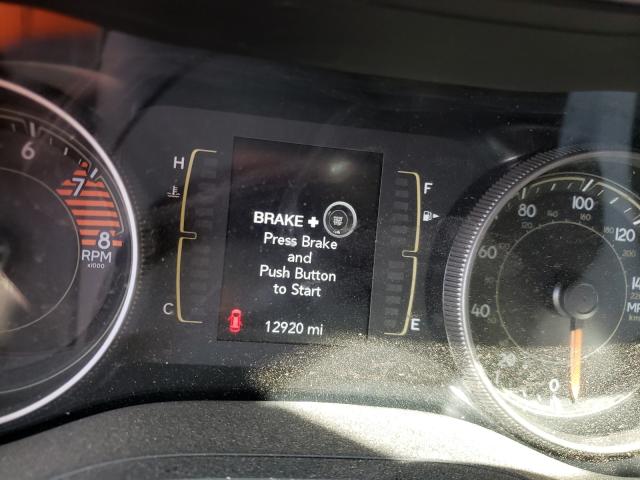 6
7
8
RPM
x1000
H
C
BRAKE +
Press Brake
and
Push Button
to Start
12920 mi
F
E
0
20
40
60
80
100
120